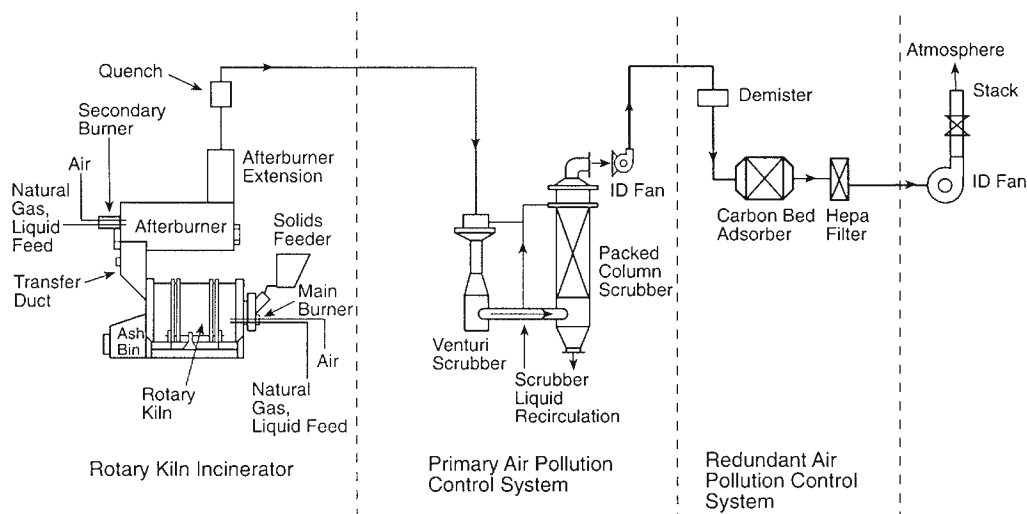 Quench
Secondary
Burner
Air
Natural
Gas,
Liquid
Feed
Afterburner
Extension
Afterburner
Solids
Feeder
Transfer
Duct
Main
Burner
Ash
Bin
Air
Rotary
Kiln
Natural
Gas,
Liquid Feed
Rotary Kiln Incinerator
ID Fan
Packed
Column
Scrubber
Venturi
Scrubber
Scrubber
Liquid
Recirculation
Primary Air Pollution
Control System
Demister
Carbon Bed
Adsorber
Hepa
Filter
Redundant Air
Pollution Control
System
Atmosphere
Stack
ID Fan